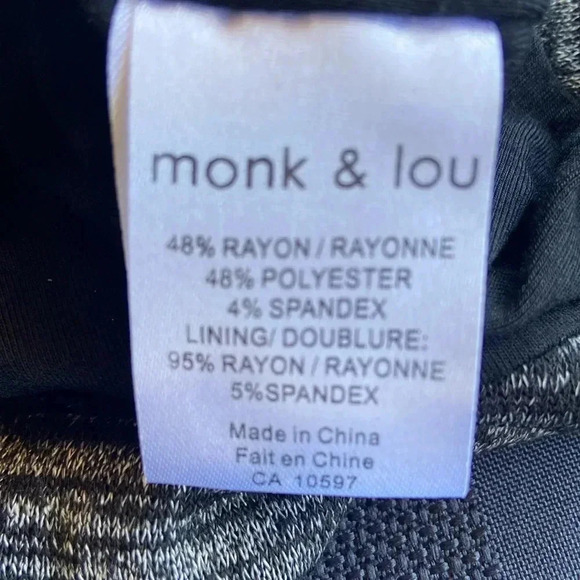 monk & lou
48% RAYON / RAYONNE
48% POLYESTER
4% SPANDEX
LINING/ DOUBLURE:
95% RAYON / RAYONNE
5%SPANDEX
Made in China
Fait en Chine
CA 10597